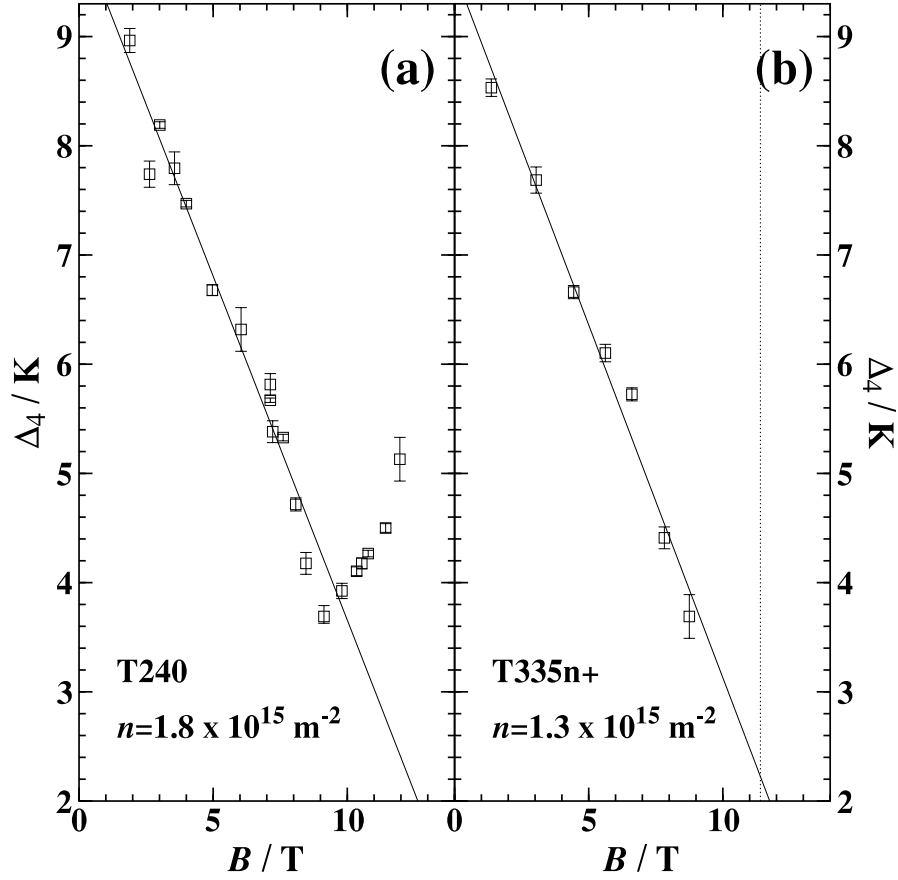 9 (a) (b) 9
8 8
7 7
6 6
Δ4 / K Δ4 / K
5 5
4 4
3 T240 T335n+ 3
n=1.8 x 10^15 m^-2 n=1.3 x 10^15 m^-2
2 2
0 5 10 0 5 10
B / T B / T